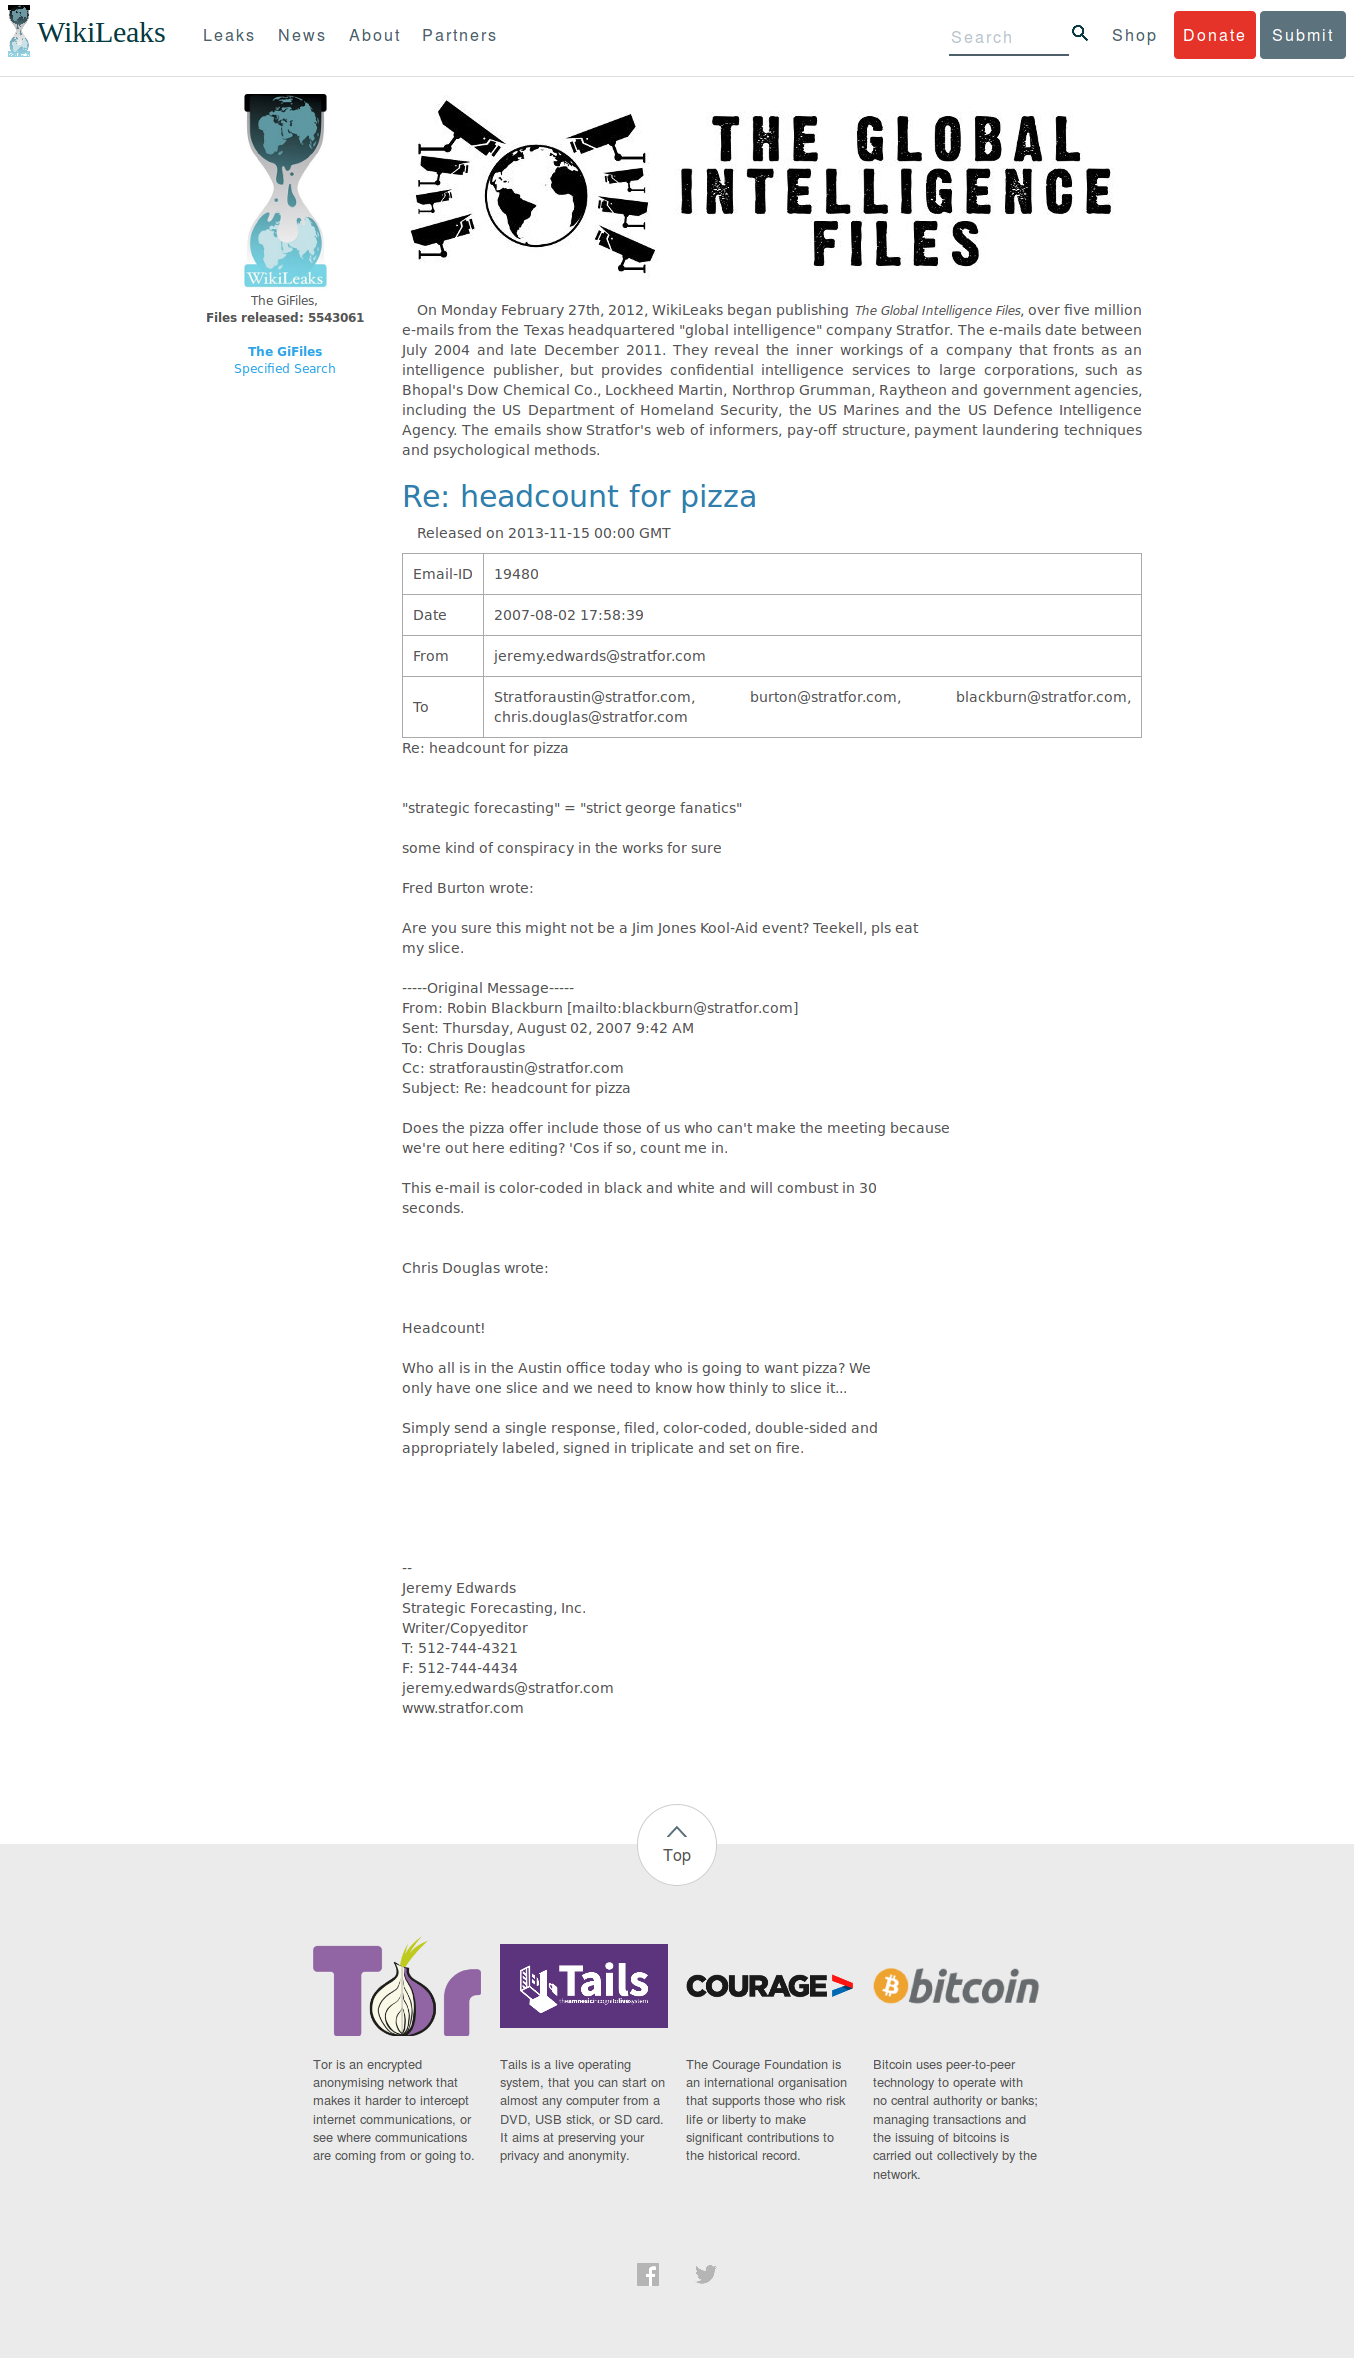 WikiLeaks
Leaks News About Partners
Search
Shop Donate Submit
WikiLeaks
The GiFiles,
Files released: 5543061
The GiFiles
Specified Search
THE GLOBAL
INTELLIGENCE
FILES
On Monday February 27th, 2012, WikiLeaks began publishing The Global Intelligence Files, over five million
e-mails from the Texas headquartered "global intelligence" company Stratfor. The e-mails date between
July 2004 and late December 2011. They reveal the inner workings of a company that fronts as an
intelligence publisher, but provides confidential intelligence services to large corporations, such as
Bhopal's Dow Chemical Co., Lockheed Martin, Northrop Grumman, Raytheon and government agencies,
including the US Department of Homeland Security, the US Marines and the US Defence Intelligence
Agency. The emails show Stratfor's web of informers, pay-off structure, payment laundering techniques
and psychological methods.
Re: headcount for pizza
Released on 2013-11-15 00:00 GMT
Email-ID 19480
Date 2007-08-02 17:58:39
From jeremy.edwards@stratfor.com
To Stratforaustin@stratfor.com, burton@stratfor.com, blackburn@stratfor.com,
chris.douglas@stratfor.com
Re: headcount for pizza
"strategic forecasting" = "strict george fanatics"
some kind of conspiracy in the works for sure
Fred Burton wrote:
Are you sure this might not be a Jim Jones Kool-Aid event? Teekell, pls eat
my slice.
-----Original Message-----
From: Robin Blackburn [mailto:blackburn@stratfor.com]
Sent: Thursday, August 02, 2007 9:42 AM
To: Chris Douglas
Cc: stratforaustin@stratfor.com
Subject: Re: headcount for pizza
Does the pizza offer include those of us who can't make the meeting because
we're out here editing? 'Cos if so, count me in.
This e-mail is color-coded in black and white and will combust in 30
seconds.
Chris Douglas wrote:
Headcount!
Who all is in the Austin office today who is going to want pizza? We
only have one slice and we need to know how thinly to slice it...
Simply send a single response, filed, color-coded, double-sided and
appropriately labeled, signed in triplicate and set on fire.
--
Jeremy Edwards
Strategic Forecasting, Inc.
Writer/Copyeditor
T: 512-744-4321
F: 512-744-4434
jeremy.edwards@stratfor.com
www.stratfor.com
Top
Tor
Tails
theamnesicincognitolivesystem
COURAGE
bitcoin
Tor is an encrypted
anonymising network that
makes it harder to intercept
internet communications, or
see where communications
are coming from or going to.
Tails is a live operating
system, that you can start on
almost any computer from a
DVD, USB stick, or SD card.
It aims at preserving your
privacy and anonymity.
The Courage Foundation is
an international organisation
that supports those who risk
life or liberty to make
significant contributions to
the historical record.
Bitcoin uses peer-to-peer
technology to operate with
no central authority or banks;
managing transactions and
the issuing of bitcoins is
carried out collectively by the
network.